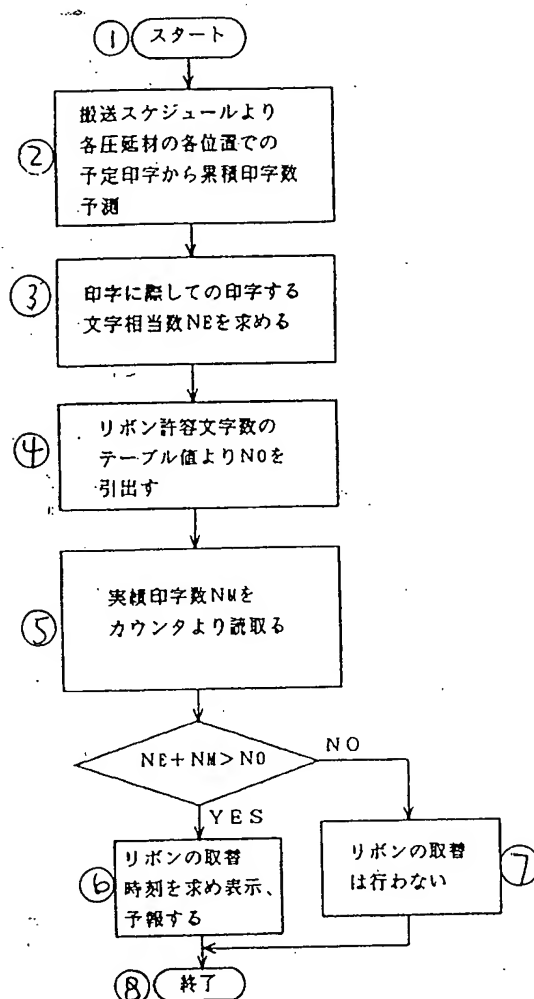 ① スタート
②
搬送スケジュールより
各圧延材の各位置での
予定印字から累積印字数
予測
③
印字に際しての印字する
文字相当数NEを求める
④
リボン許容文字数の
テーブル値よりNOを
引出す
⑤
実績印字数NMを
カウンタより読取る
NE+NM>NO
NO
YES
⑥
リボンの取替
時刻を求め表示、
予報する
⑦
リボンの取替
は行わない
⑧ 終了